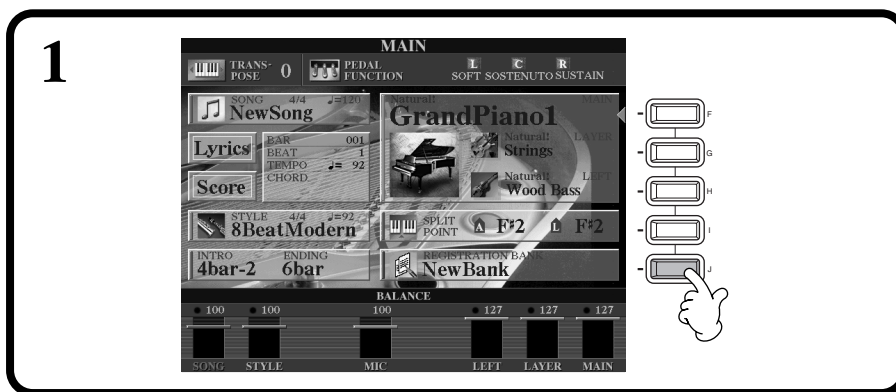 1
MAIN
TRANS-
POSE 0
PEDAL
FUNCTION
L C R
SOFT SOSTENUTO SUSTAIN
SONG 4/4 ♩=120
NewSong
Lyrics
Score
BAR 001
BEAT 1
TEMPO ♩= 92
CHORD
STYLE 4/4 ♩=92
8BeatModern
INTRO ENDING
4bar-2 6bar
Natural! MAIN
GrandPiano1
Natural! LAYER
Strings
Natural! LEFT
Wood Bass
SPLIT
POINT A F#2 L F#2
REGISTRATION BANK
NewBank
BALANCE
100 100 100 127 127 127
SONG STYLE MIC LEFT LAYER MAIN
F
G
H
I
J